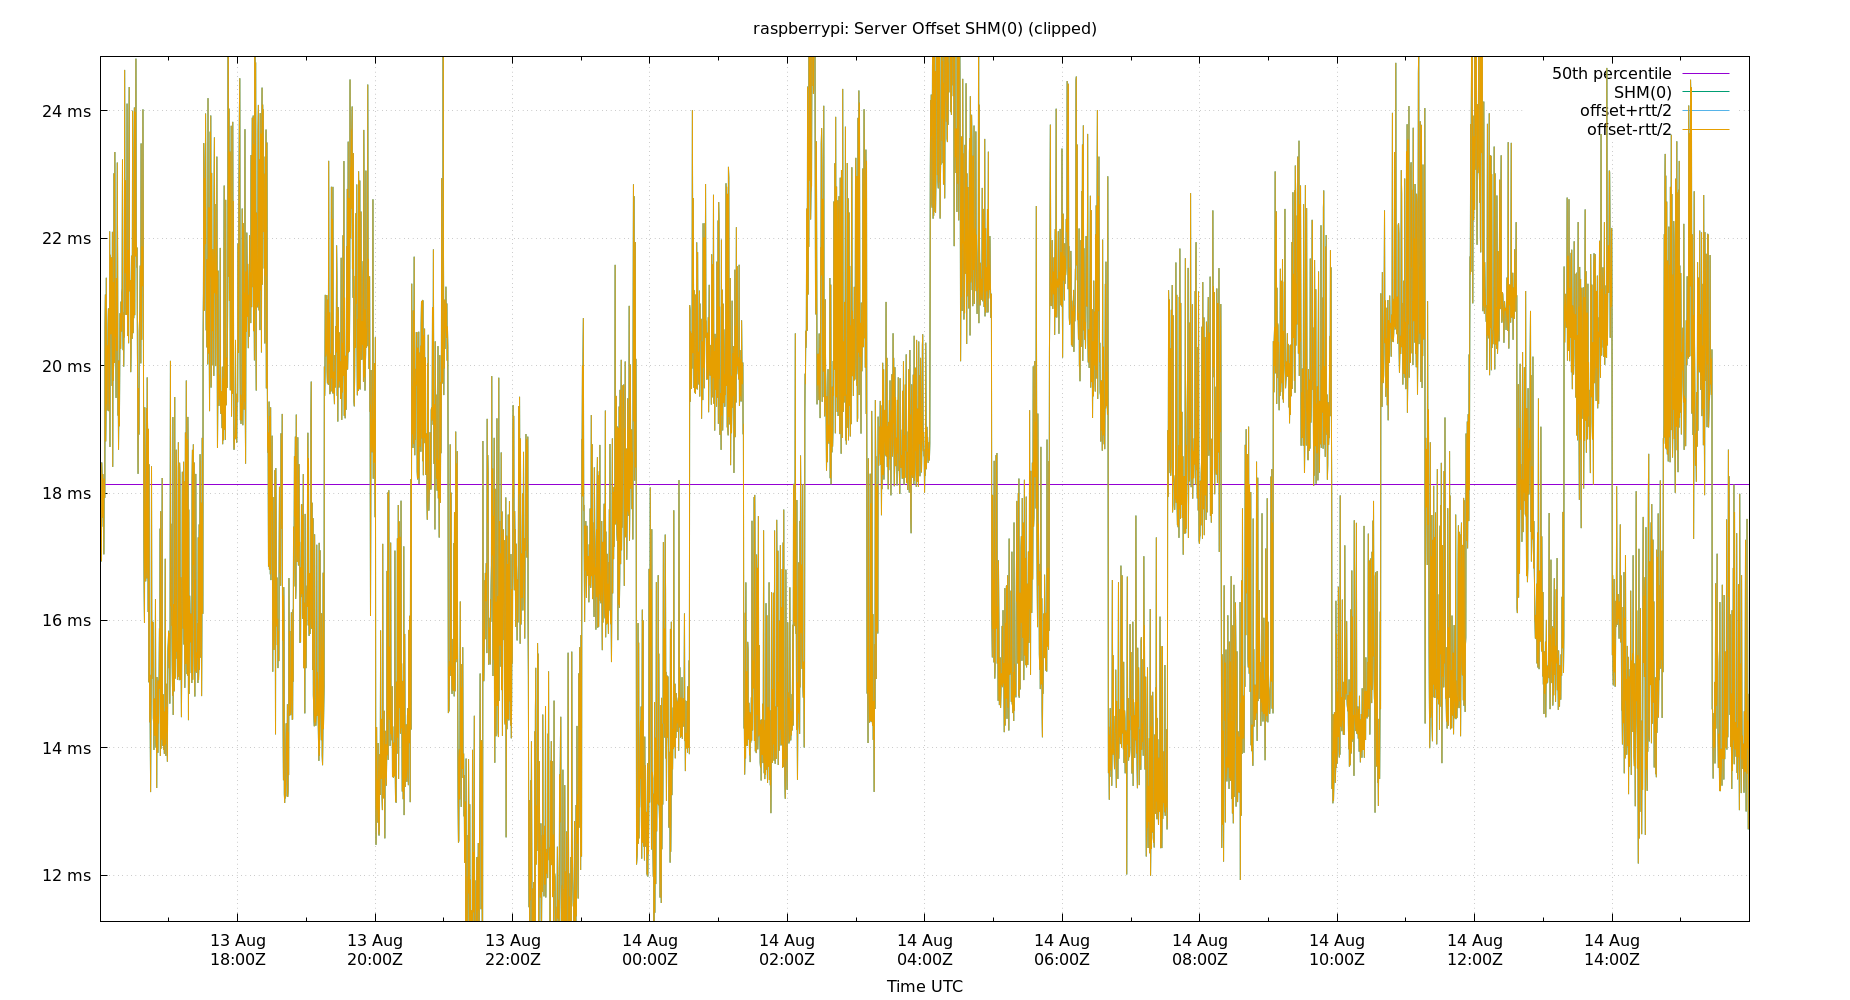 raspberrypi: Server Offset SHM(0) (clipped)
50th percentile
SHM(0)
offset+rtt/2
offset-rtt/2
24 ms
22 ms
20 ms
18 ms
16 ms
14 ms
12 ms
13 Aug 13 Aug 13 Aug 14 Aug 14 Aug 14 Aug 14 Aug 14 Aug 14 Aug 14 Aug 14 Aug
18:00Z 20:00Z 22:00Z 00:00Z 02:00Z 04:00Z 06:00Z 08:00Z 10:00Z 12:00Z 14:00Z
Time UTC